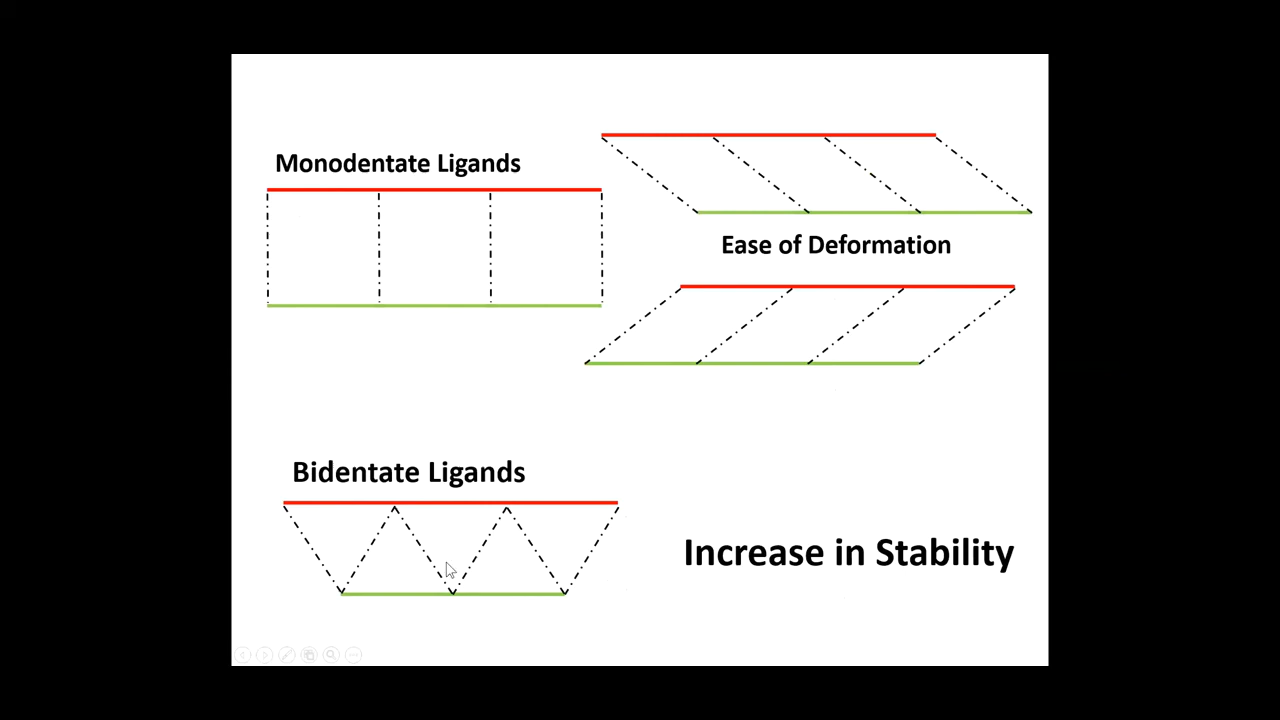 Monodentate Ligands
Ease of Deformation
Bidentate Ligands
Increase in Stability